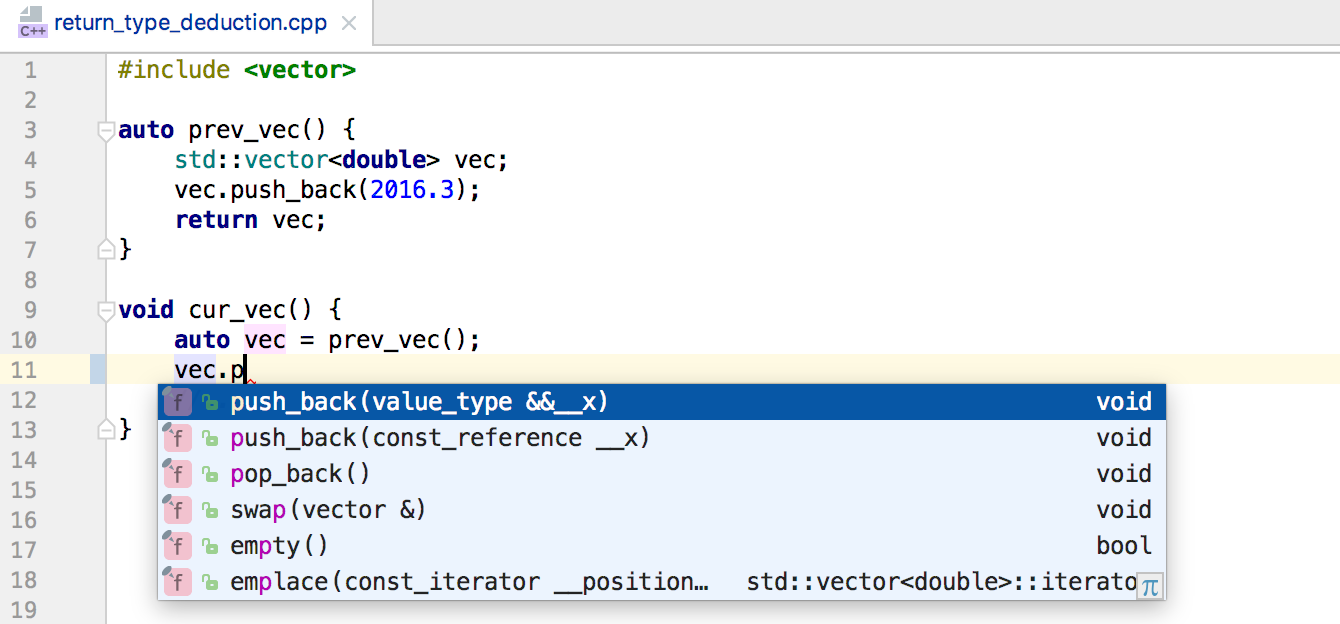 C++ return_type_deduction.cpp ×
1 #include <vector>
2
3 auto prev_vec() {
4 std::vector<double> vec;
5 vec.push_back(2016.3);
6 return vec;
7 }
8
9 void cur_vec() {
10 auto vec = prev_vec();
11 vec.p
12 f push_back(value_type &&__x) void
13 } f push_back(const_reference __x) void
14 f pop_back() void
15 f swap(vector &) void
16
17 f empty() bool
18 f emplace(const_iterator __position… std::vector<double>::iterato π
19